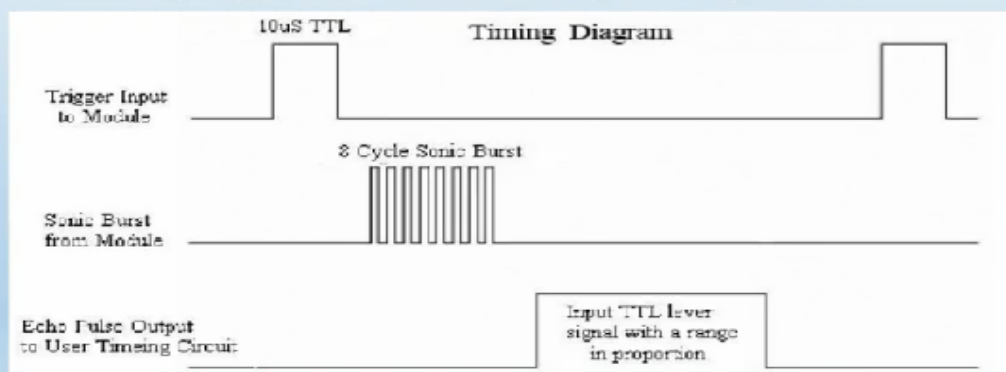 10uS TTL
Timing Diagram
Trigger Input
to Module
8 Cycle Sonic Burst
Sonic Burst
from Module
Echo Pulse Output
to User Timeing Circuit
Input TTL lever
signal with a range
in proportion